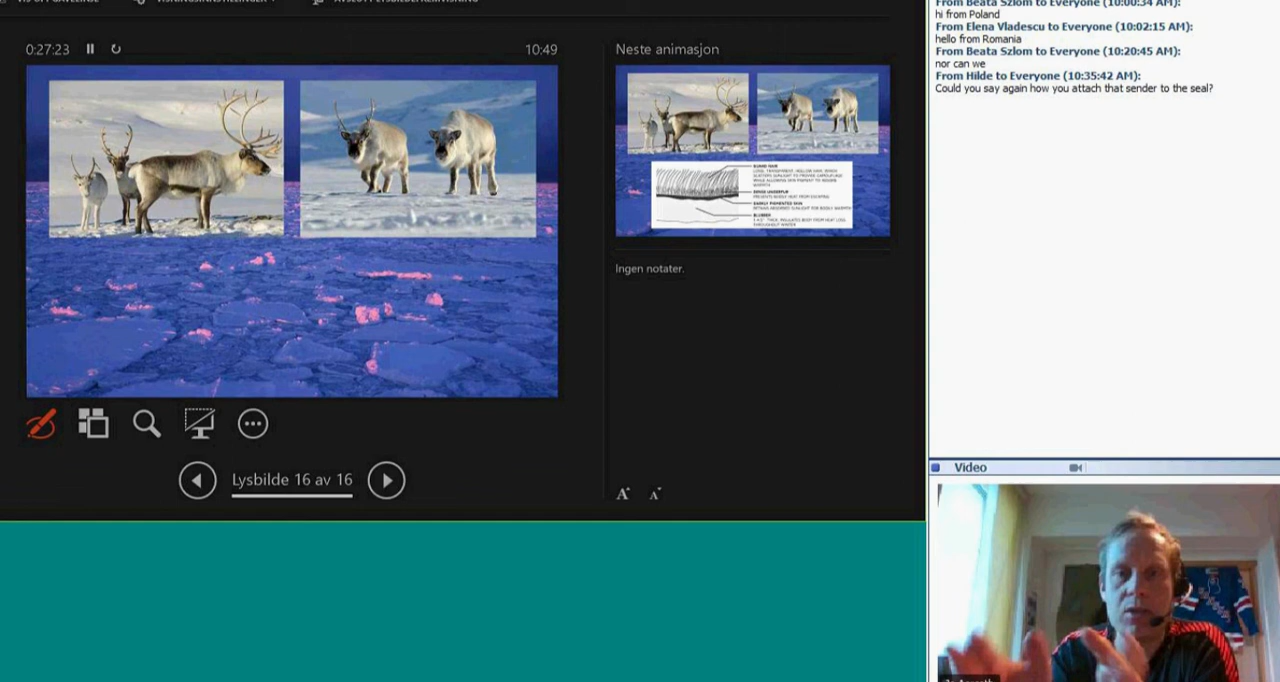 0:27:23
10:49
Neste animasjon
Ingen notater.
Lysbilde 16 av 16
A
A
From Beata Szlom to Everyone (10:00:34 AM):
hi from Poland
From Elena Vladescu to Everyone (10:02:15 AM):
hello from Romania
From Beata Szlom to Everyone (10:20:45 AM):
nor can we
From Hilde to Everyone (10:35:42 AM):
Could you say again how you attach that sender to the seal?
Video